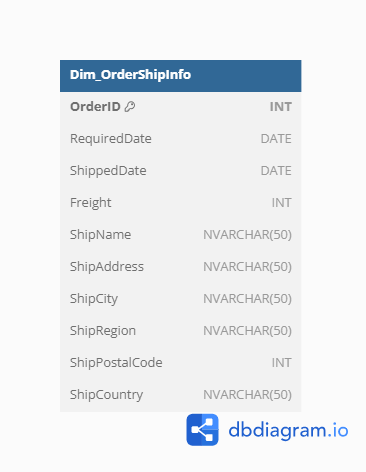 Dim_OrderShipInfo
OrderID INT
RequiredDate DATE
ShippedDate DATE
Freight INT
ShipName NVARCHAR(50)
ShipAddress NVARCHAR(50)
ShipCity NVARCHAR(50)
ShipRegion NVARCHAR(50)
ShipPostalCode INT
ShipCountry NVARCHAR(50)
dbdiagram.io